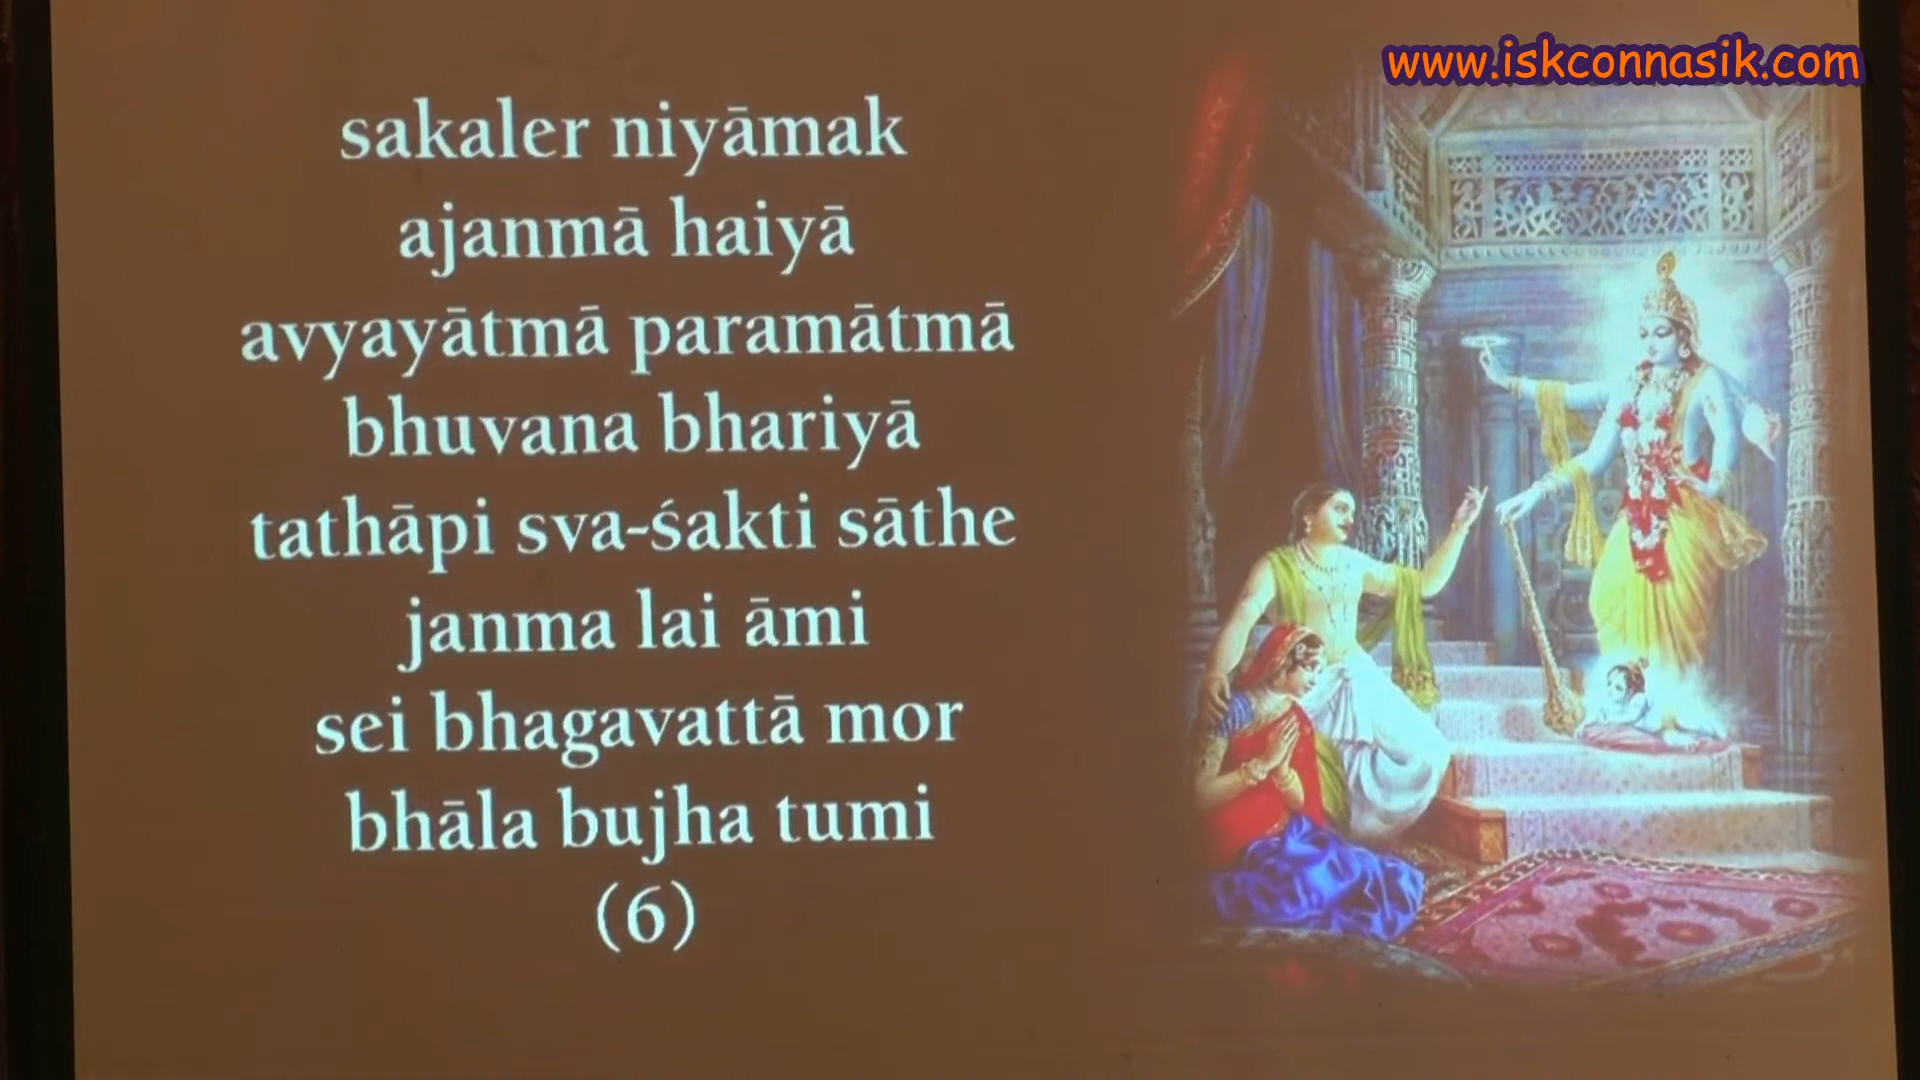 www.iskconnasik.com
sakaler niyāmak
ajanmā haiyā
avyayātmā paramātmā
bhuvana bhariyā
tathāpi sva-śakti sāthe
janma lai āmi
sei bhagavattā mor
bhāla bujha tumi
(6)